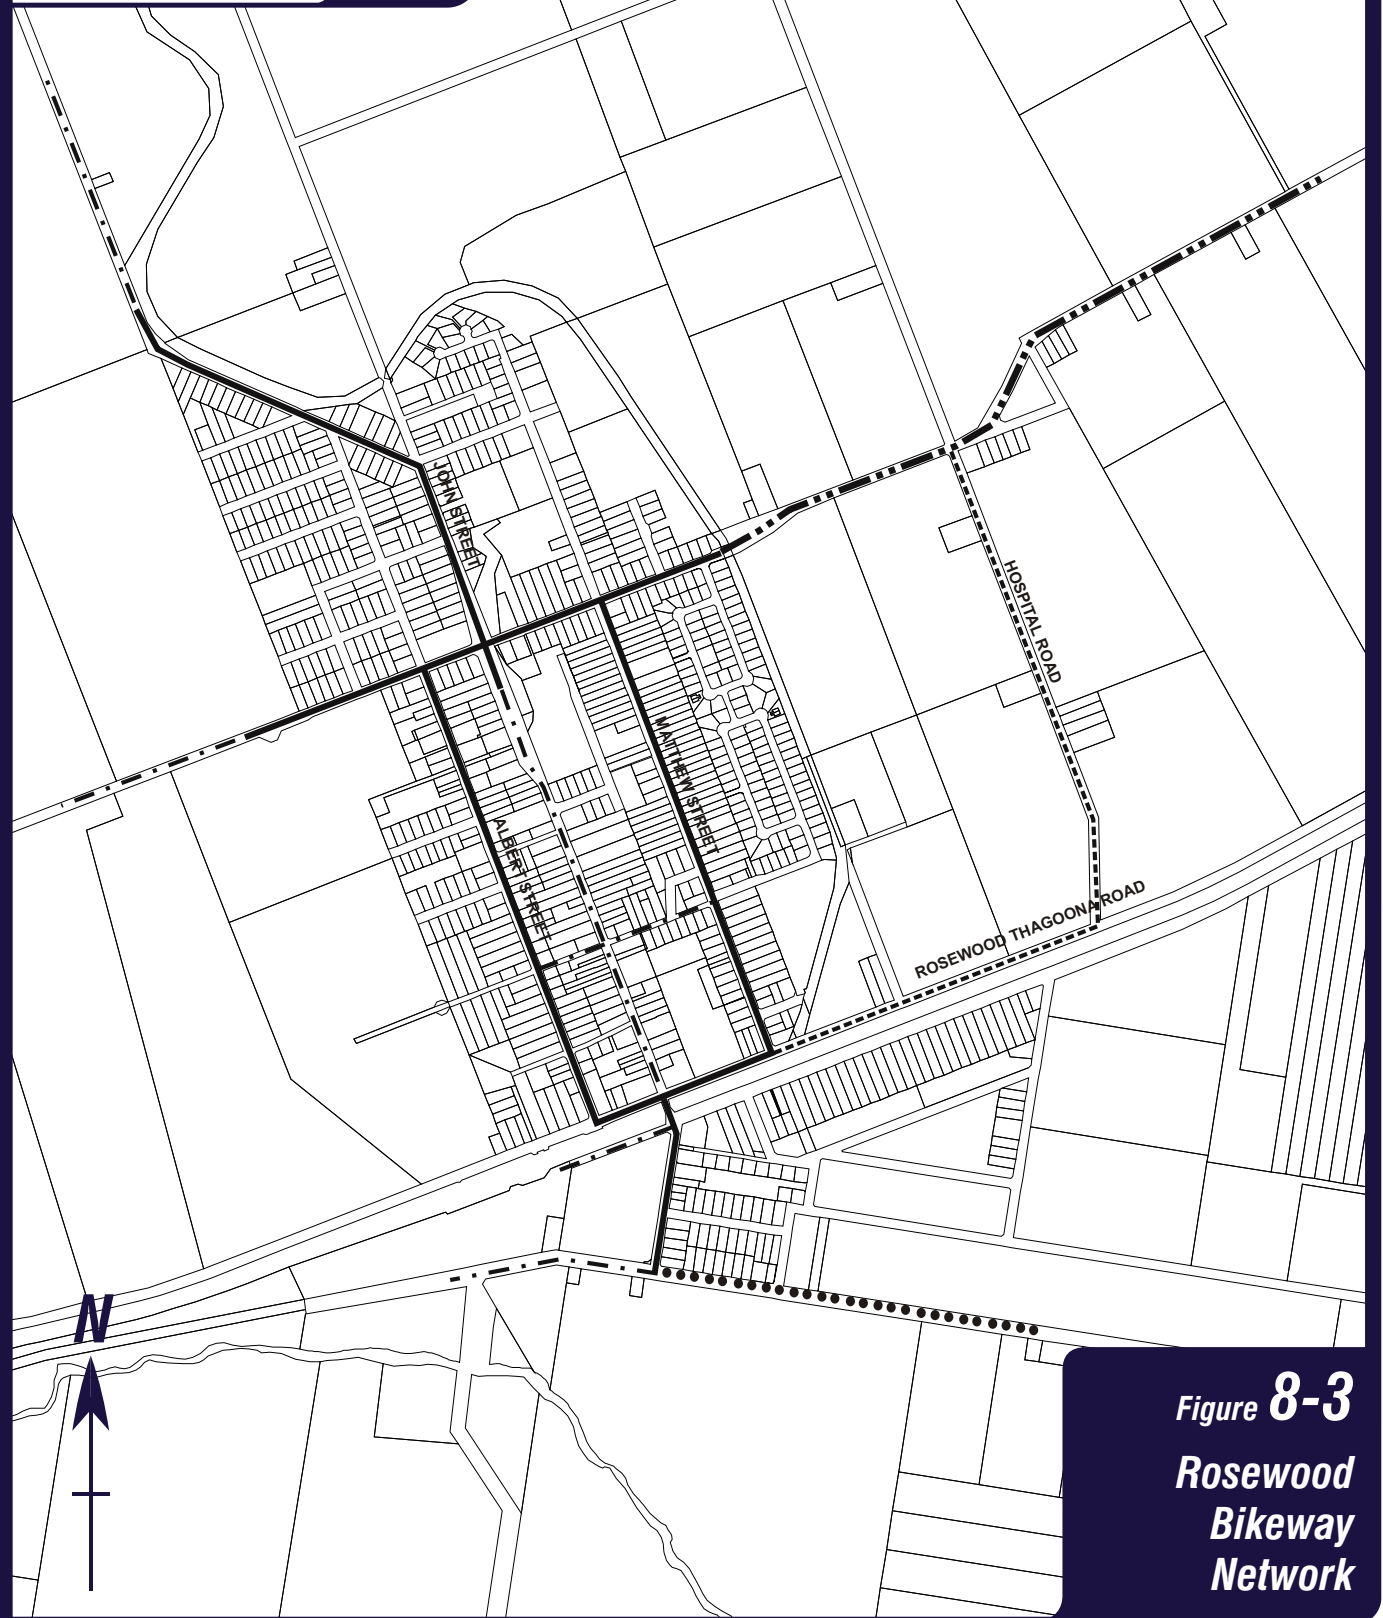 JOHN STREET
HOSPITAL ROAD
MATTHEW STREET
ALBERT STREET
ROSEWOOD THAGOONA ROAD
N
Figure 8-3
Rosewood
Bikeway
Network